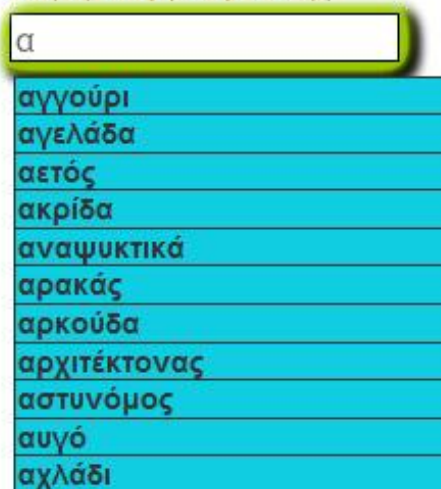 α
αγγούρι
αγελάδα
αετός
ακρίδα
αναψυκτικά
αρακάς
αρκούδα
αρχιτέκτονας
αστυνόμος
αυγό
αχλάδι